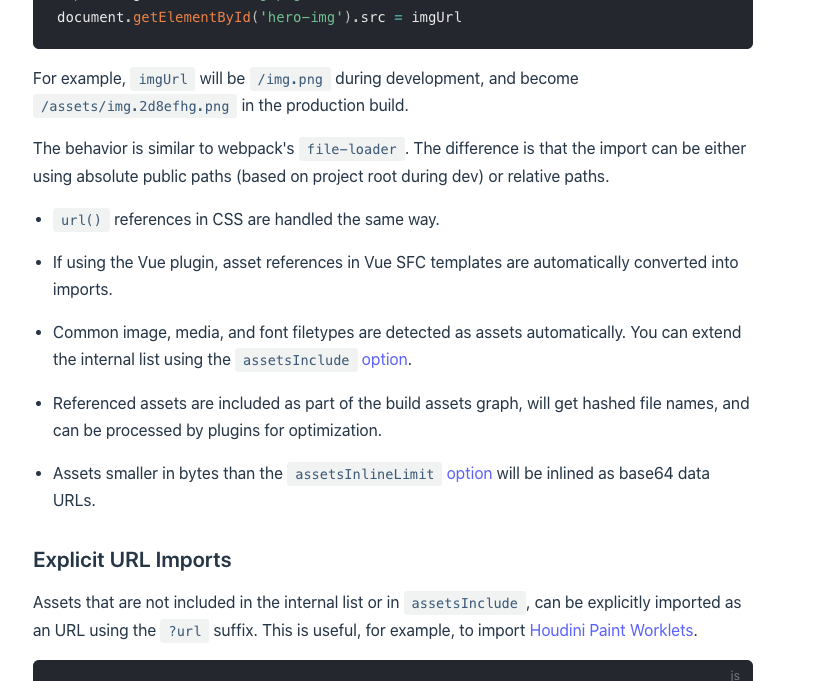 document.getElementById('hero-img').src = imgUrl
For example, imgUrl will be /img.png during development, and become
/assets/img.2d8efhg.png in the production build.
The behavior is similar to webpack's file-loader. The difference is that the import can be either
using absolute public paths (based on project root during dev) or relative paths.
• url() references in CSS are handled the same way.
• If using the Vue plugin, asset references in Vue SFC templates are automatically converted into
imports.
• Common image, media, and font filetypes are detected as assets automatically. You can extend
the internal list using the assetsInclude option.
• Referenced assets are included as part of the build assets graph, will get hashed file names, and
can be processed by plugins for optimization.
• Assets smaller in bytes than the assetsInlineLimit option will be inlined as base64 data
URLs.
Explicit URL Imports
Assets that are not included in the internal list or in assetsInclude, can be explicitly imported as
an URL using the ?url suffix. This is useful, for example, to import Houdini Paint Worklets.
js